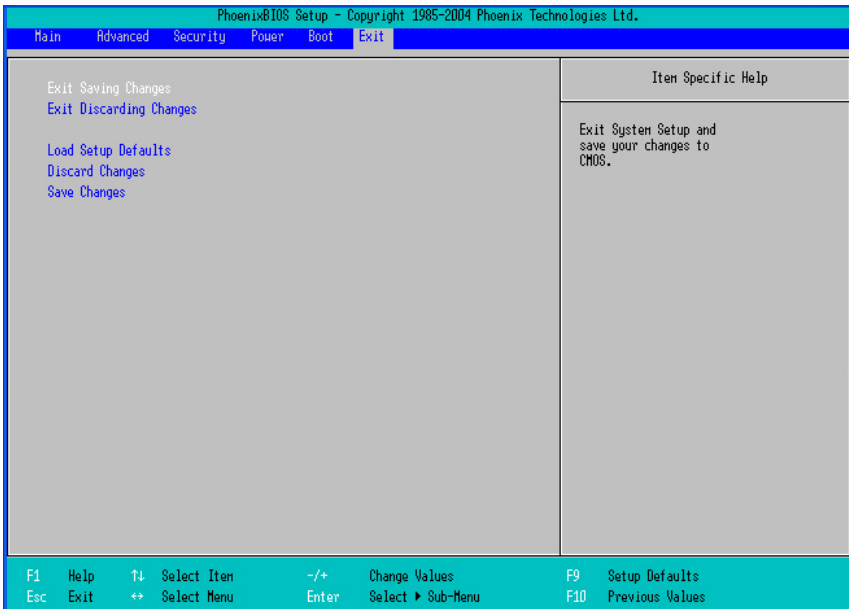 PhoenixBIOS Setup - Copyright 1985-2004 Phoenix Technologies Ltd.
Main Advanced Security Power Boot Exit
Exit Saving Changes
Exit Discarding Changes
Load Setup Defaults
Discard Changes
Save Changes
Item Specific Help
Exit System Setup and
save your changes to
CMOS.
F1 Help ↑↓ Select Item -/+ Change Values F9 Setup Defaults
Esc Exit ↔ Select Menu Enter Select ▶ Sub-Menu F10 Previous Values